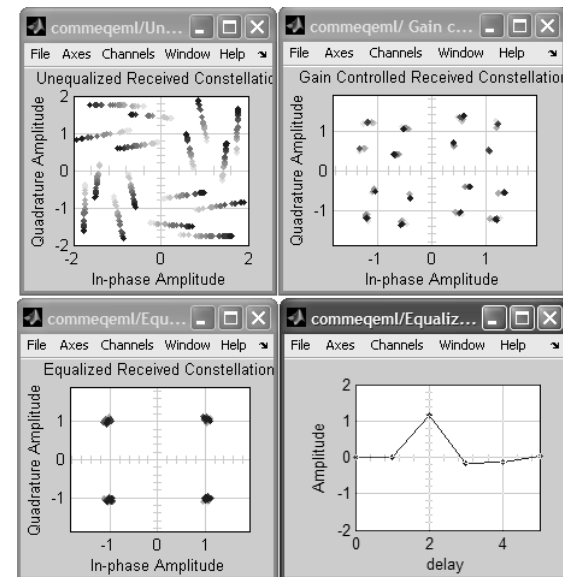 commeqeml/Un...
File Axes Channels Window Help
Unequalized Received Constellatio
Quadrature Amplitude
2
1
0
-1
-2
-2 0 2
In-phase Amplitude
commeqeml/ Gain c...
File Axes Channels Window Help
Gain Controlled Received Constellation
Quadrature Amplitude
1
0
-1
-1 0 1
In-phase Amplitude
commeqeml/Equ...
File Axes Channels Window Help
Equalized Received Constellation
Quadrature Amplitude
1
0
-1
-1 0 1
In-phase Amplitude
commeqeml/Equaliz...
File Axes Channels Window Help
Amplitude
2
1
0
-1
-2
0 2 4
delay